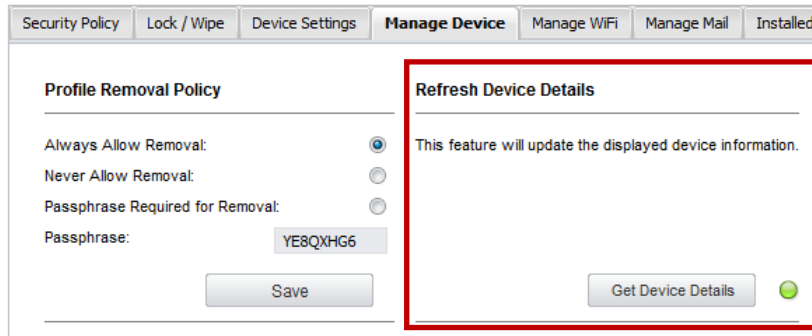 Security Policy
Lock / Wipe
Device Settings
Manage Device
Manage WiFi
Manage Mail
Installed
Profile Removal Policy
Always Allow Removal:
Never Allow Removal:
Passphrase Required for Removal:
Passphrase:
YE8QXHG6
Save
Refresh Device Details
This feature will update the displayed device information.
Get Device Details